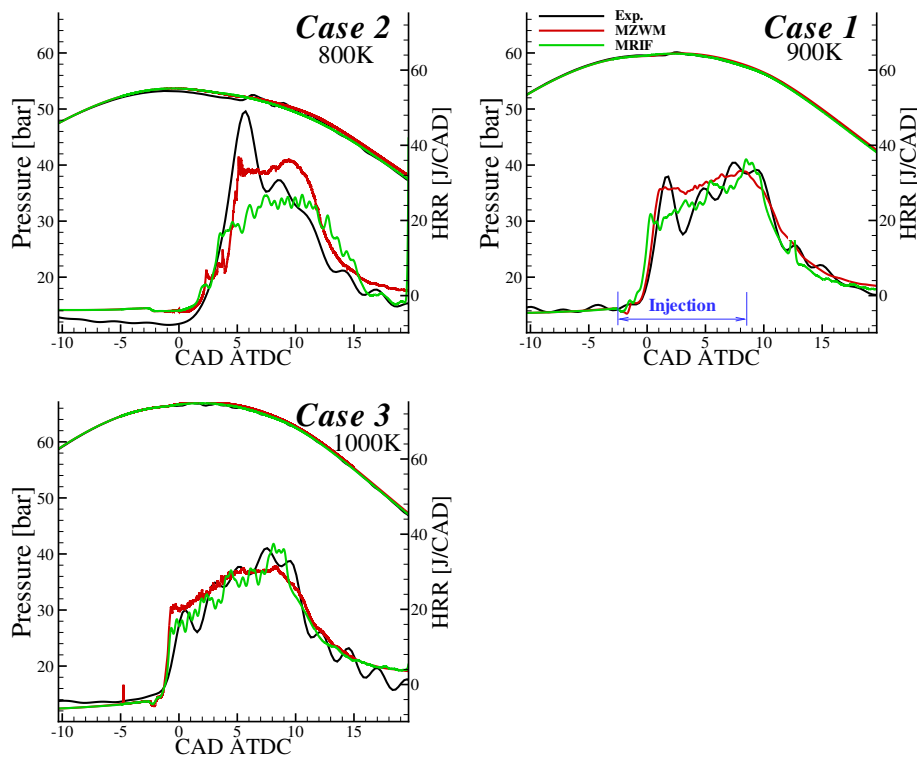 Case 2
800K
60
50
40
30
20
Pressure [bar]
60
40
20
0
HRR [J/CAD]
-10
-5
0
5
10
15
CAD ATDC
Exp.
MZWM
MRIF
Case 1
900K
60
50
40
30
20
Pressure [bar]
60
40
20
0
HRR [J/CAD]
Injection
-10
-5
0
5
10
15
CAD ATDC
Case 3
1000K
60
50
40
30
20
Pressure [bar]
60
40
20
0
HRR [J/CAD]
-10
-5
0
5
10
15
CAD ATDC